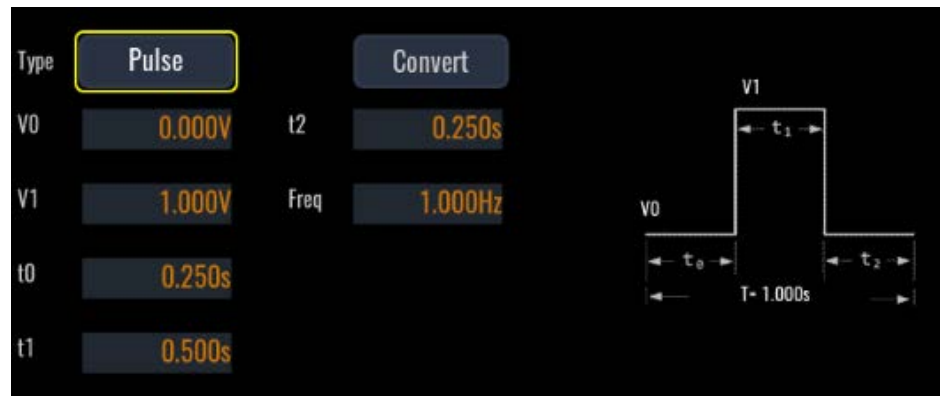 Type Pulse Convert
V0 0.000V t2 0.250s
V1 1.000V Freq 1.000Hz
t0 0.250s
t1 0.500s
V1
t₁
V0
t₀ t₂
T- 1.000s